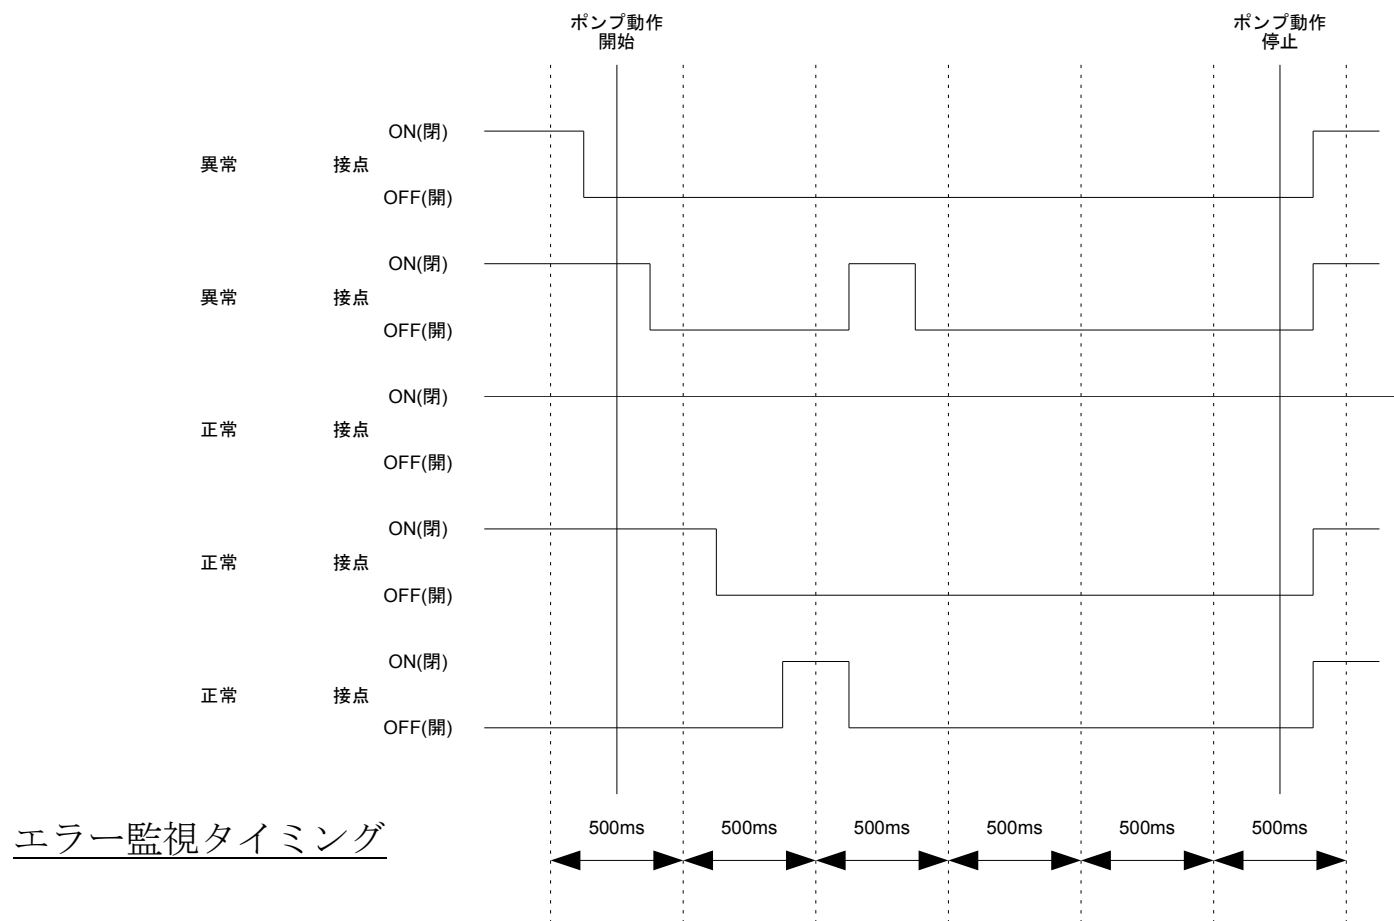 ポンプ動作
開始
ポンプ動作
停止
ON(閉)
異常 接点
OFF(開)
ON(閉)
異常 接点
OFF(開)
ON(閉)
正常 接点
OFF(開)
ON(閉)
正常 接点
OFF(開)
ON(閉)
正常 接点
OFF(開)
エラー監視タイミング
500ms 500ms 500ms 500ms 500ms 500ms